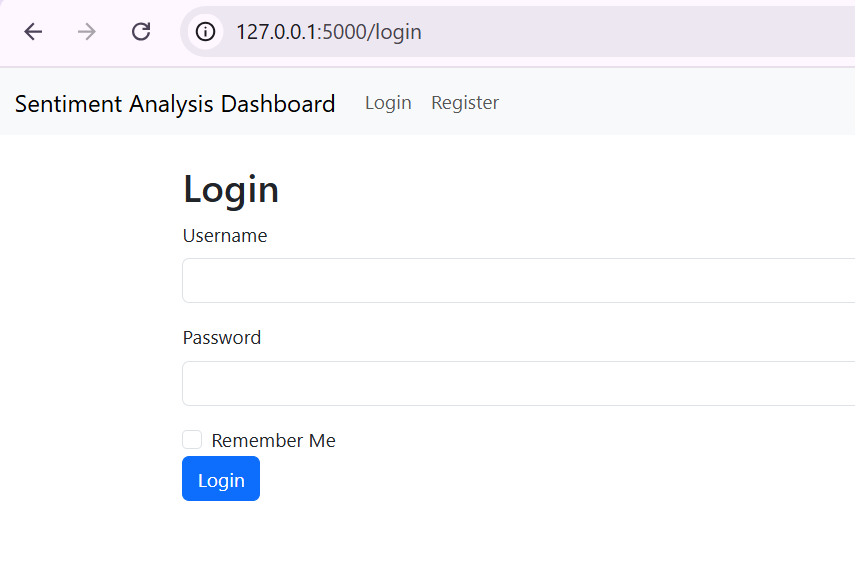 127.0.0.1:5000/login
Sentiment Analysis Dashboard Login Register
Login
Username
Password
Remember Me
Login